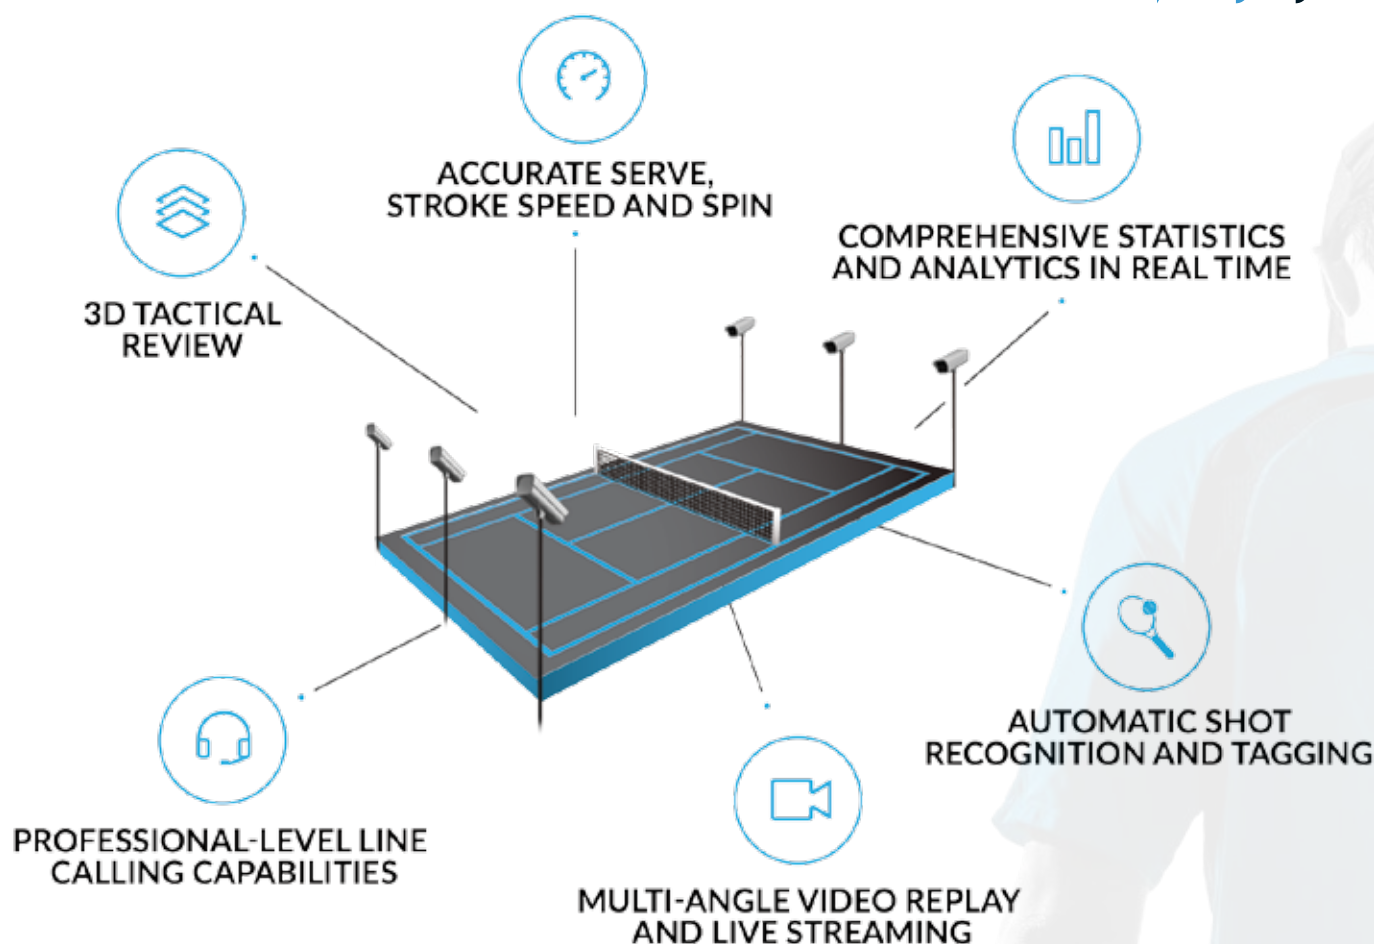 ACCURATE SERVE,
STROKE SPEED AND SPIN
COMPREHENSIVE STATISTICS
AND ANALYTICS IN REAL TIME
3D TACTICAL
REVIEW
AUTOMATIC SHOT
RECOGNITION AND TAGGING
PROFESSIONAL-LEVEL LINE
CALLING CAPABILITIES
MULTI-ANGLE VIDEO REPLAY
AND LIVE STREAMING